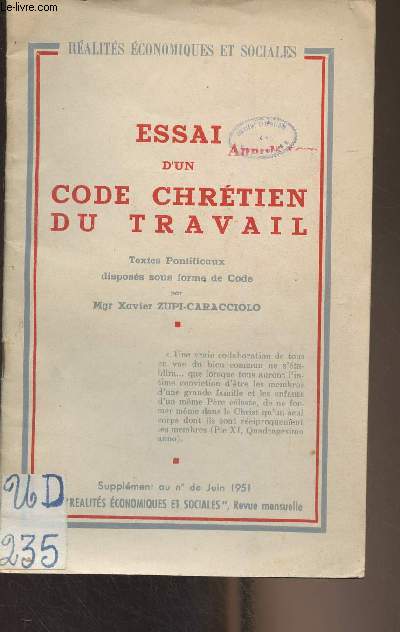 le-livre.com
RÉALITÉS ÉCONOMIQUES ET SOCIALES
ESSAI
D'UN
CODE CHRÉTIEN
DU TRAVAIL
Textes Pontificaux
disposés sous forme de Code
par
Mgr Xavier ZUPI-CARACCIOLO
« Une vraie collaboration de tous
en vue du bien commun ne s'éta-
blira... que lorsque tous auront l'in-
time conviction d'être les membres
d'une grande famille et les enfants
d'un même Père céleste, de ne for-
mer même dans le Christ qu'un seul
corps dont ils sont réciproquement
les membres (Pie XI, Quadragesimo
anno).
Supplément au n° de Juin 1951
"RÉALITÉS ÉCONOMIQUES ET SOCIALES", Revue mensuelle
UD
235